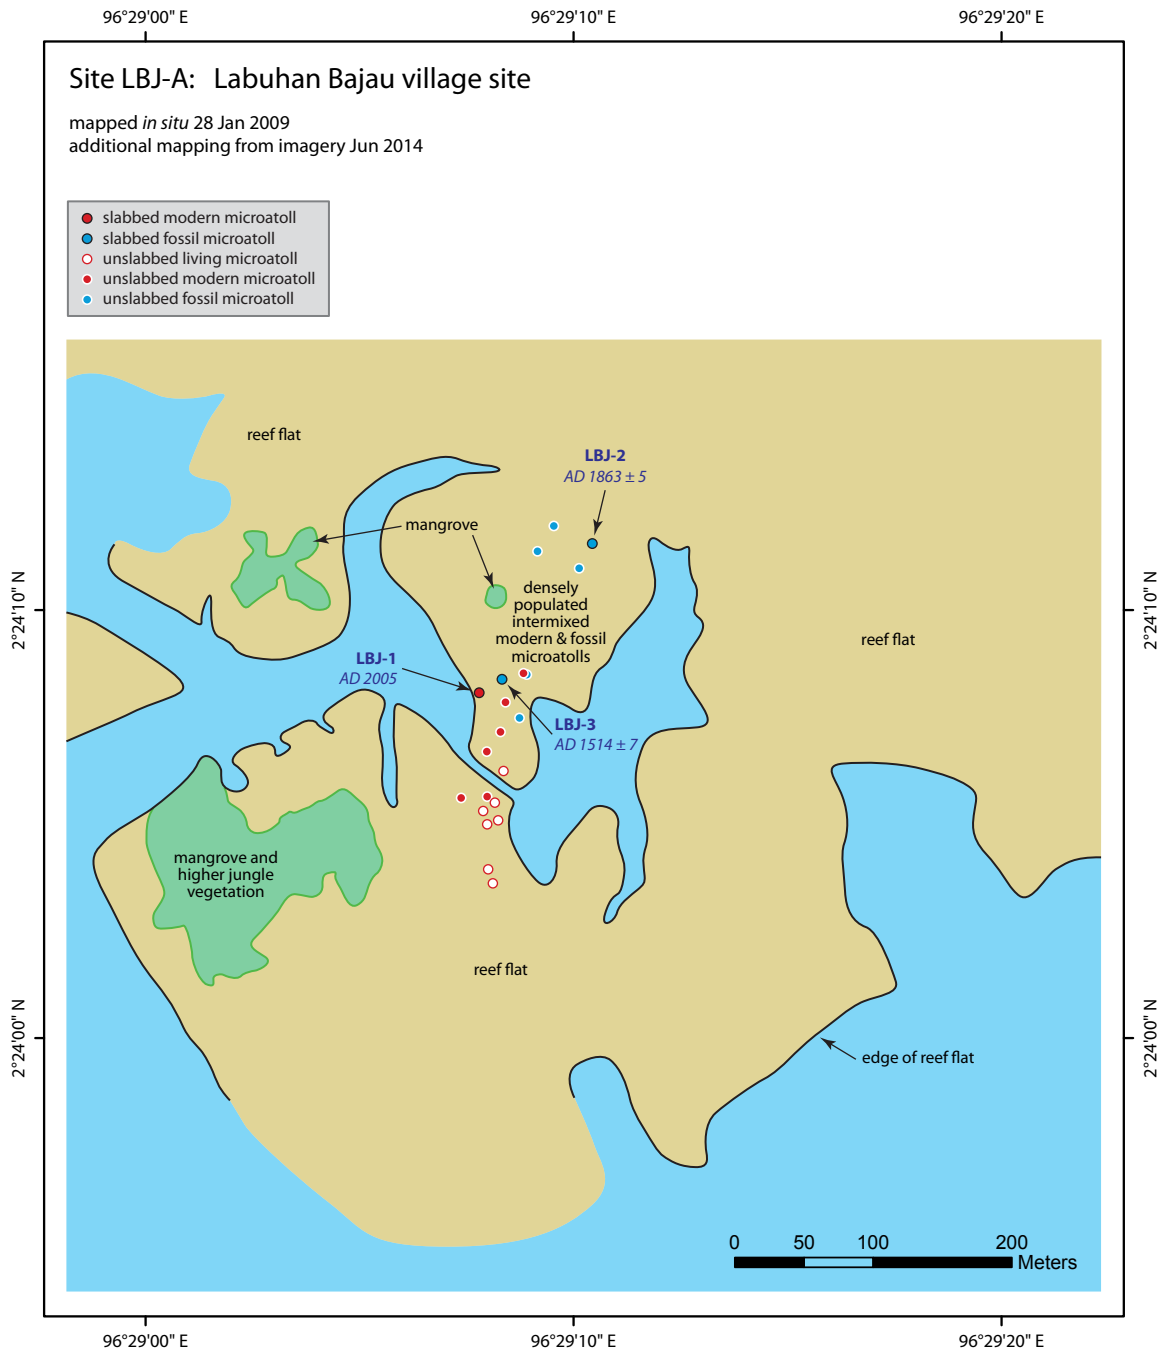 96°29'00" E
96°29'10" E
96°29'20" E
Site LBJ-A: Labuhan Bajau village site
mapped in situ 28 Jan 2009
additional mapping from imagery Jun 2014
slabbed modern microatoll
slabbed fossil microatoll
unslabbed living microatoll
unslabbed modern microatoll
unslabbed fossil microatoll
reef flat
LBJ-2
AD 1863 ± 5
mangrove
2°24'10" N
2°24'10" N
densely
populated
intermixed
modern & fossil
microatolls
reef flat
LBJ-1
AD 2005
LBJ-3
AD 1514 ± 7
mangrove and
higher jungle
vegetation
reef flat
2°24'00" N
2°24'00" N
edge of reef flat
0
50
100
200
Meters
96°29'00" E
96°29'10" E
96°29'20" E